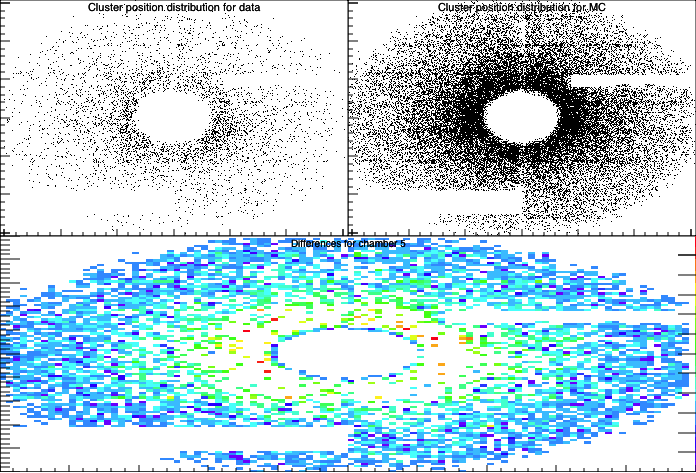 Cluster position distribution for data
Cluster position distribution for MC
Differences for chamber 5